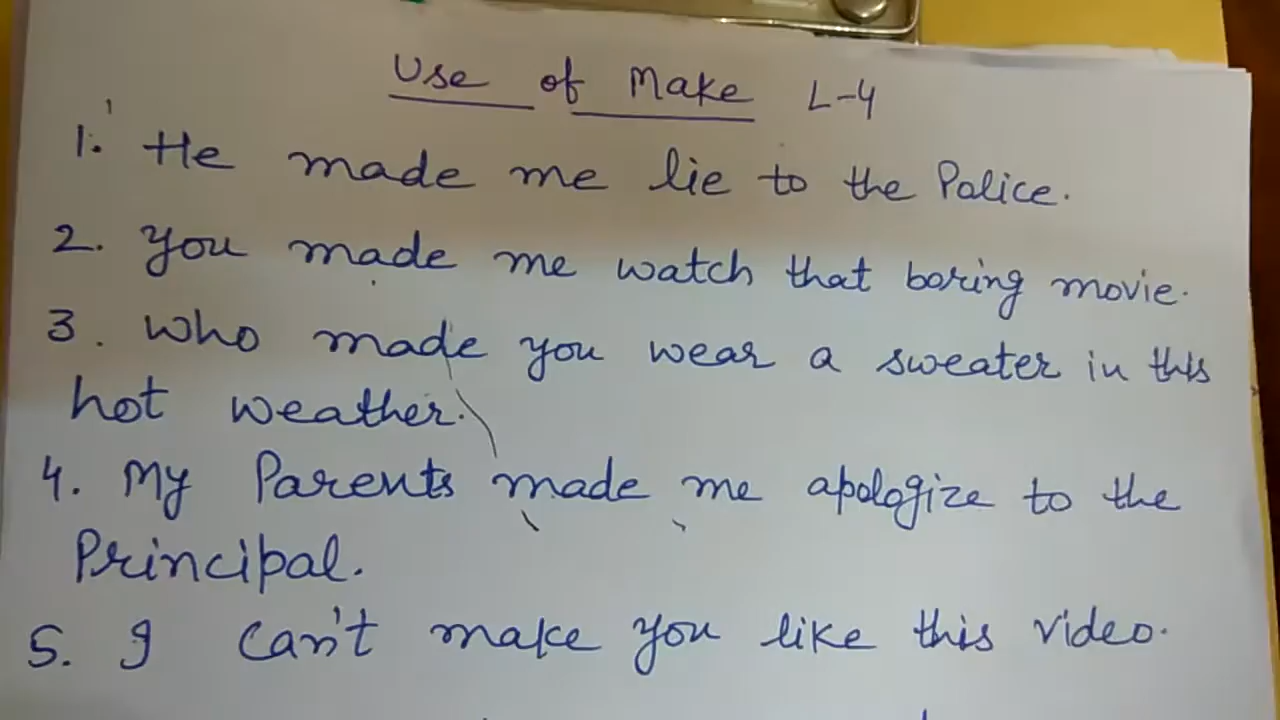 Use of Make L-4
1. He made me lie to the Police.
2. You made me watch that boring movie.
3. Who made you wear a sweater in this
hot weather.
4. My Parents made me apologize to the
Principal.
5. I can't make you like this video.